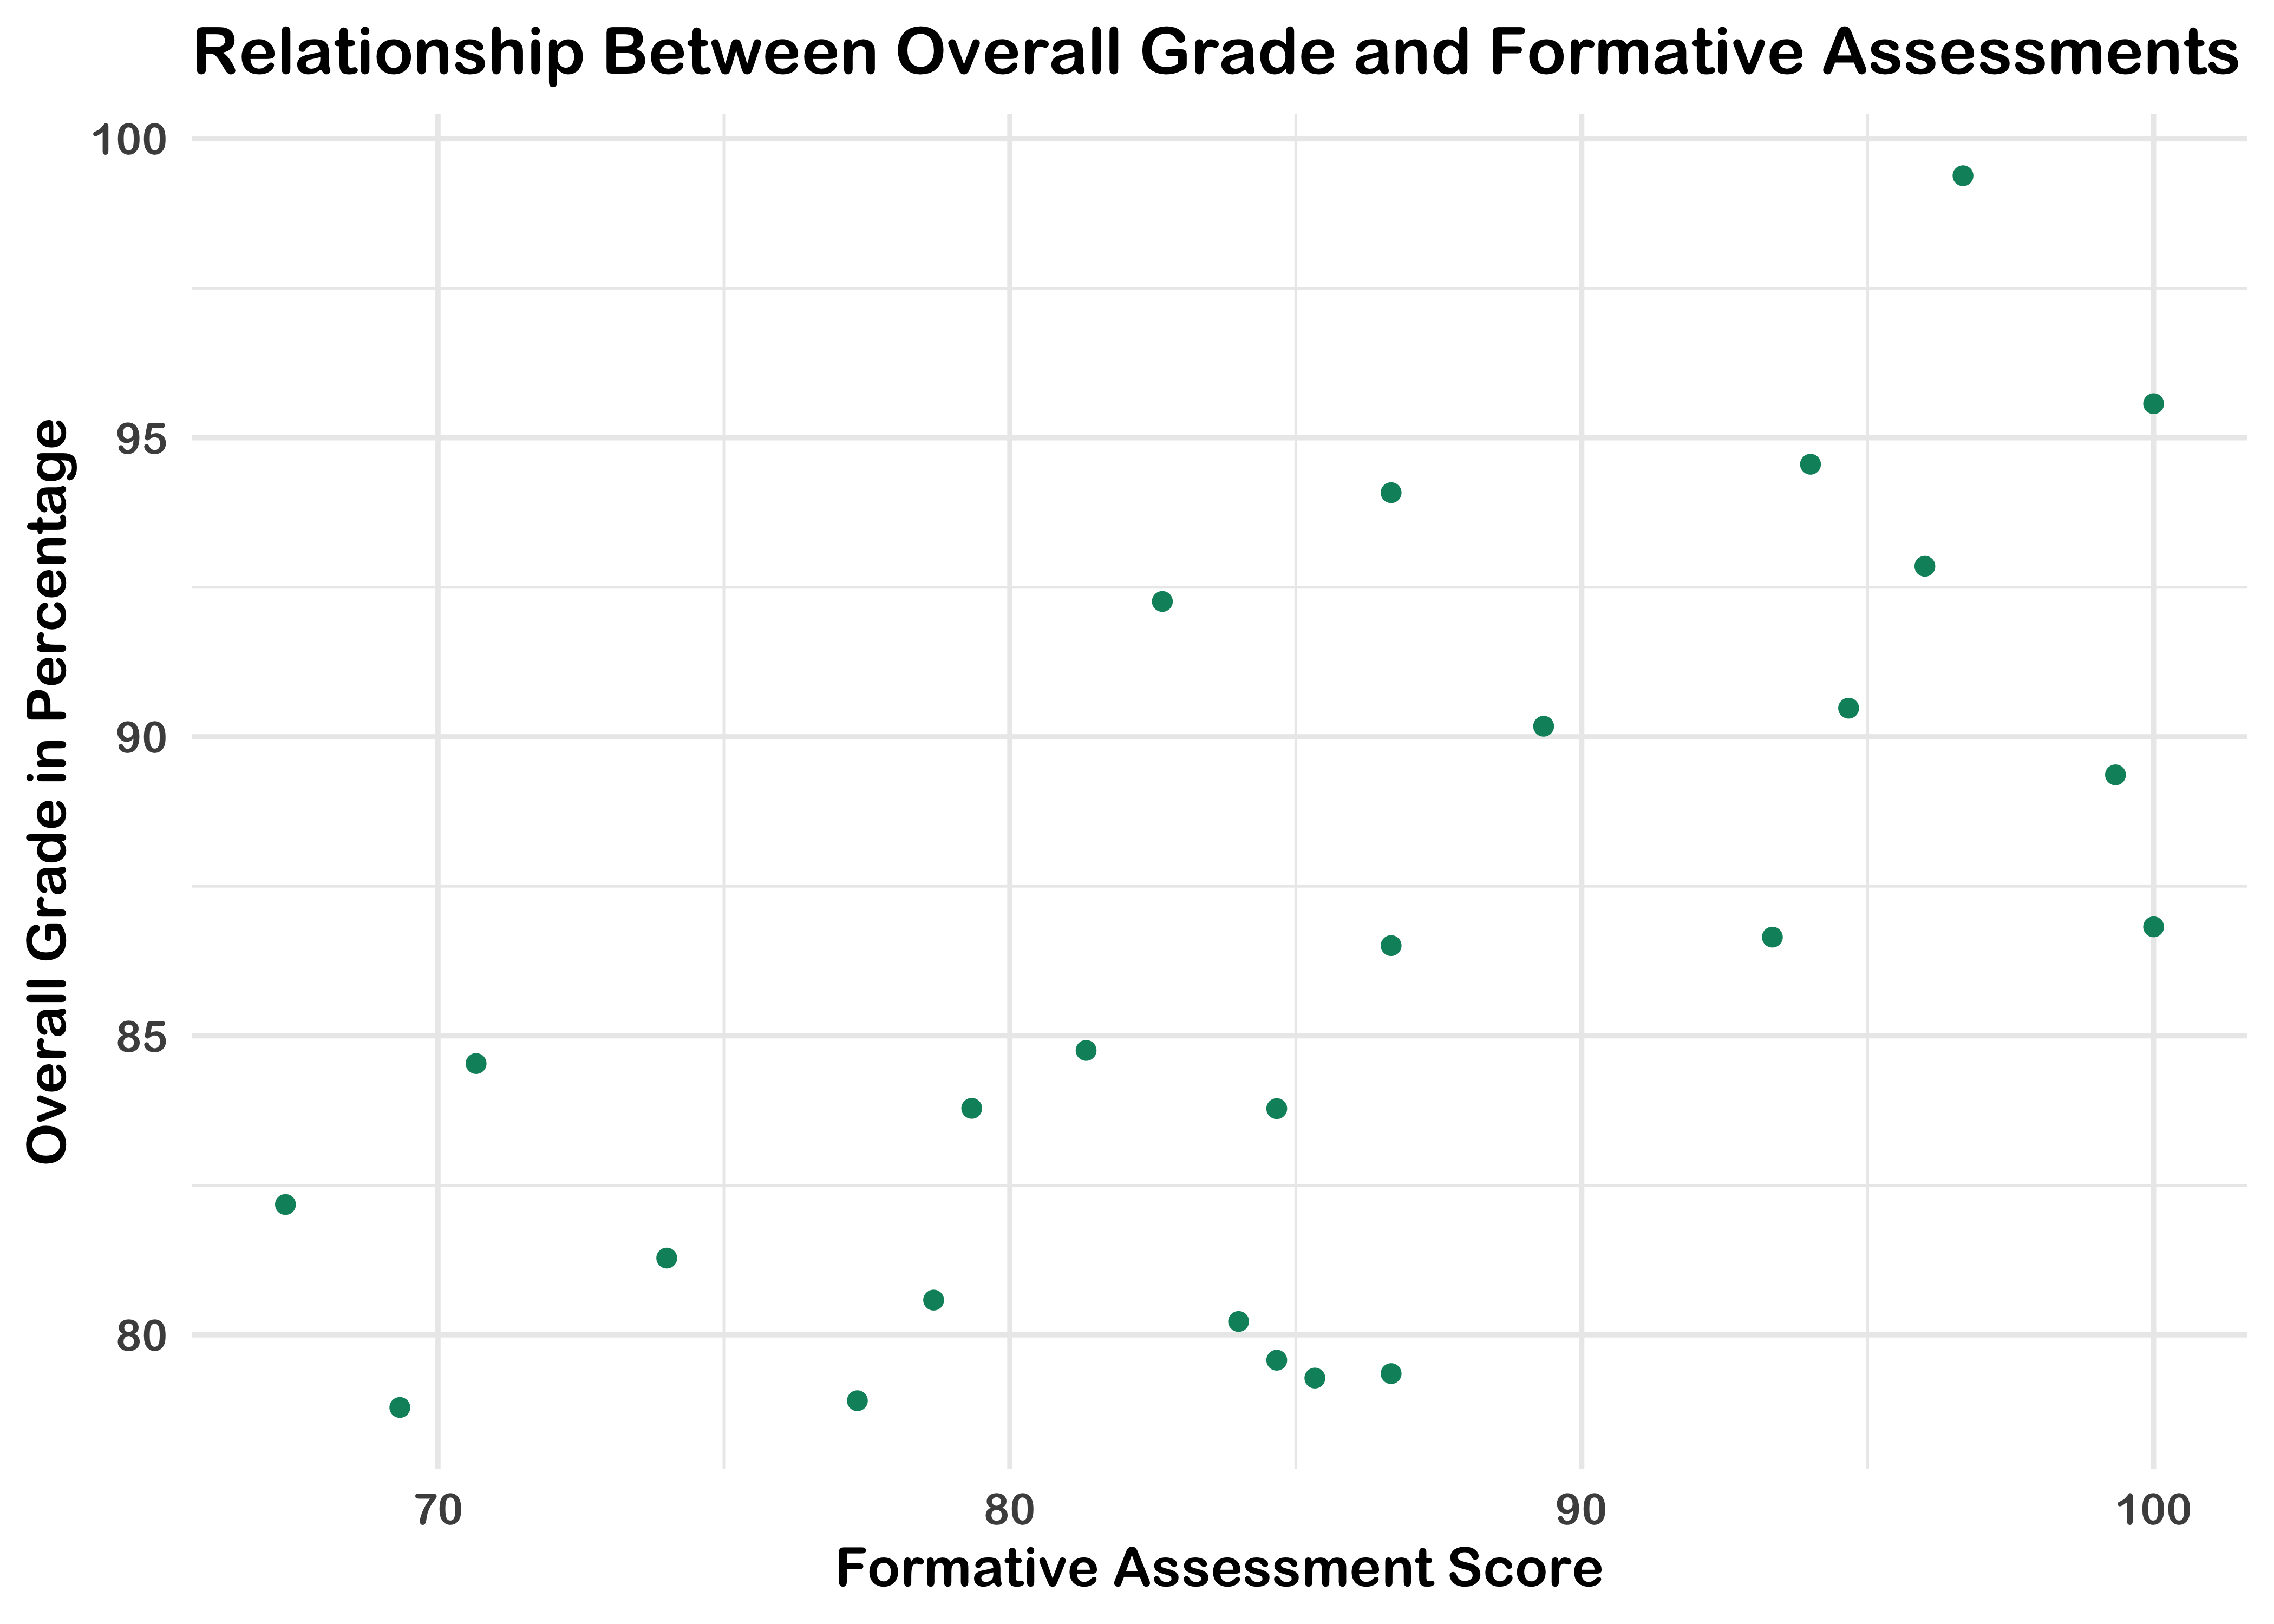 Relationship Between Overall Grade and Formative Assessments
100
95
90
85
80
Overall Grade in Percentage
70 80 90 100
Formative Assessment Score